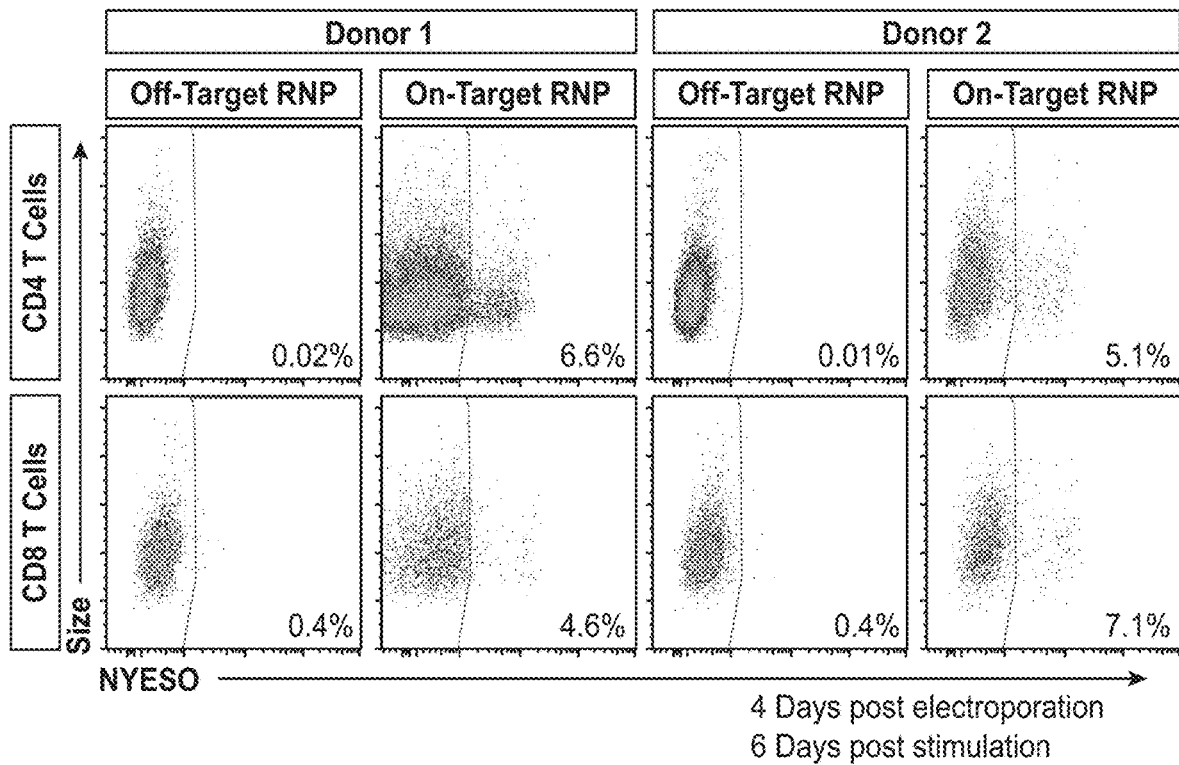 Donor 1
Donor 2
Off-Target RNP
On-Target RNP
Off-Target RNP
On-Target RNP
CD4 T Cells
0.02%
6.6%
0.01%
5.1%
CD8 T Cells
0.4%
4.6%
0.4%
7.1%
Size
NYESO
4 Days post electroporation
6 Days post stimulation